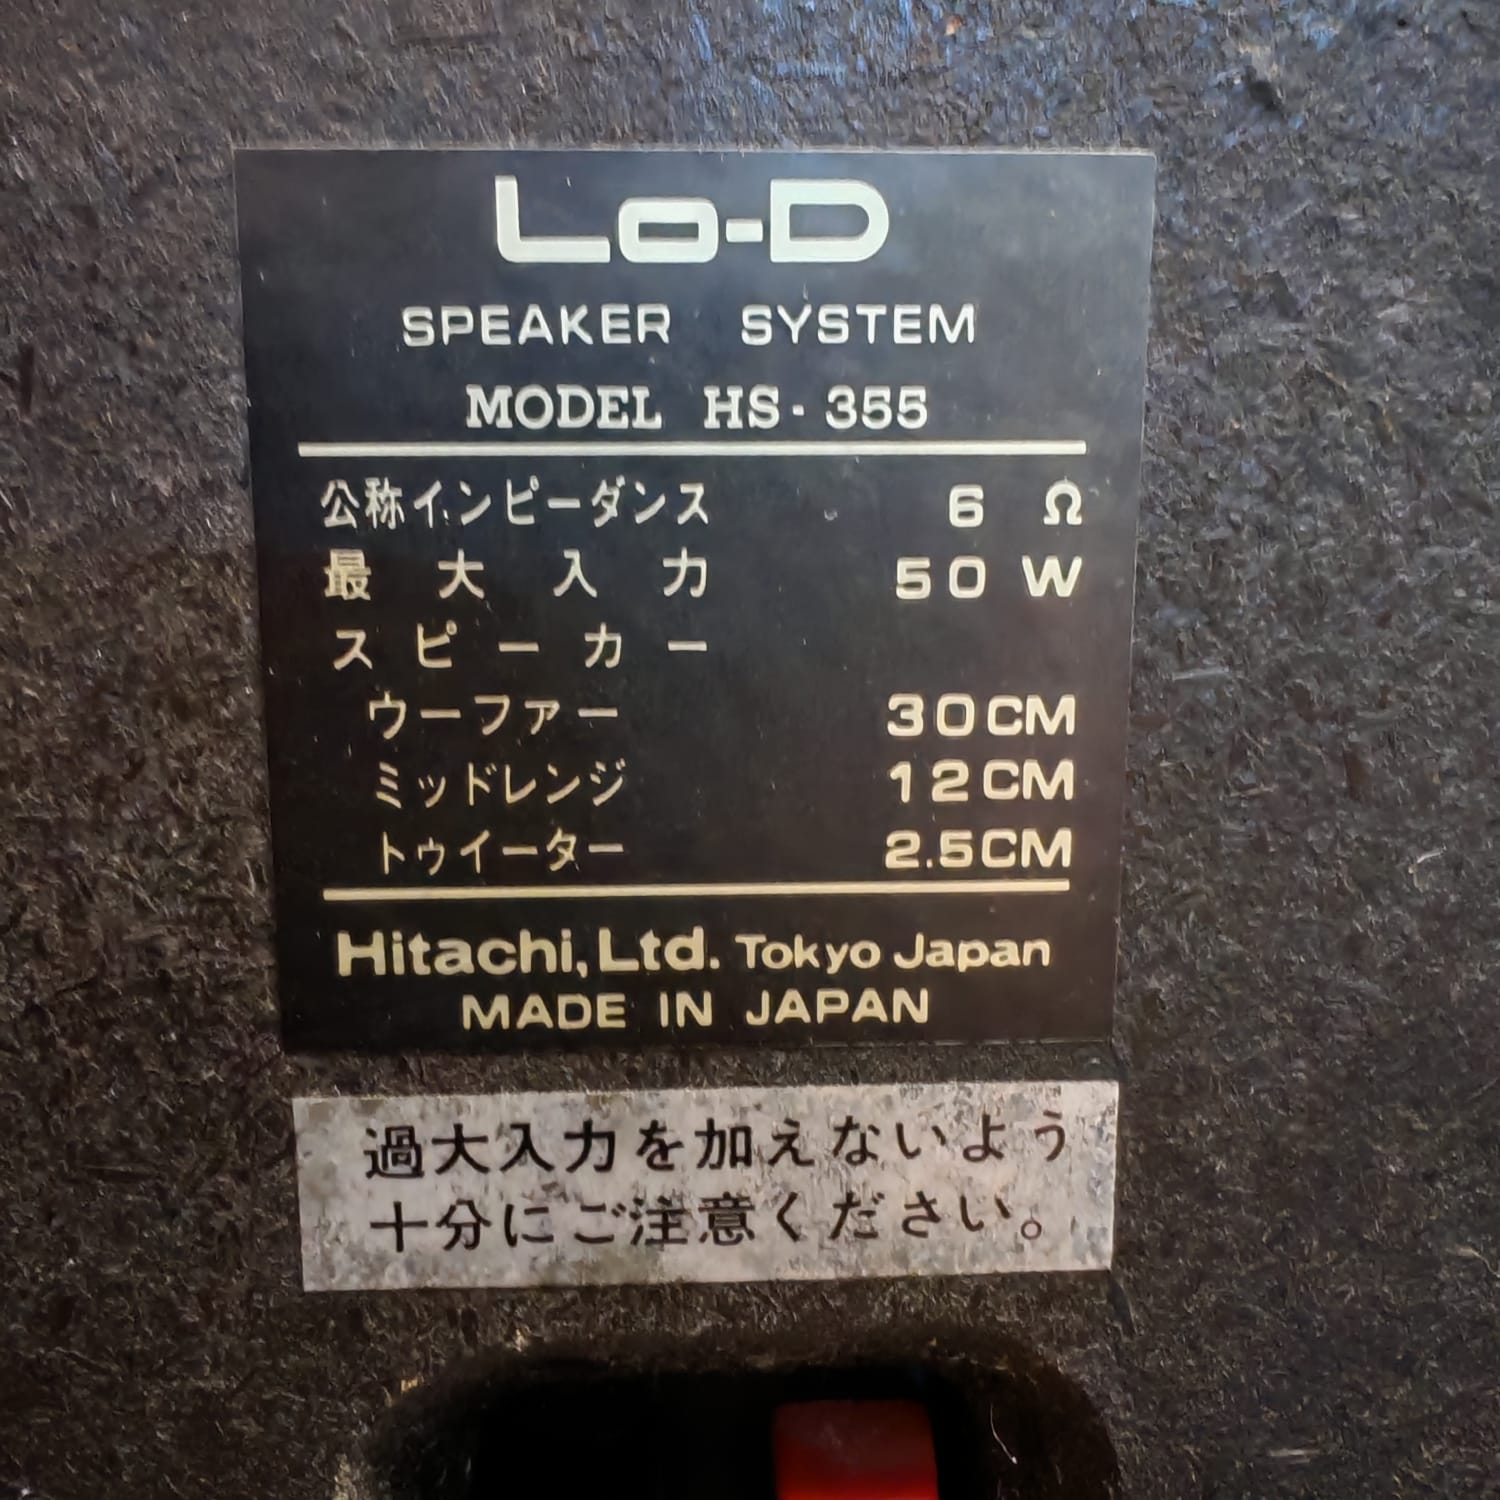 Lo-D
SPEAKER SYSTEM
MODEL HS-355
公称インピーダンス 6 Ω
最大入力 50 W
スピーカー
ウーファー 30CM
ミッドレンジ 12CM
トゥイーター 2.5CM
Hitachi, Ltd. Tokyo Japan
MADE IN JAPAN
過大入力を加えないよう
十分にご注意ください。